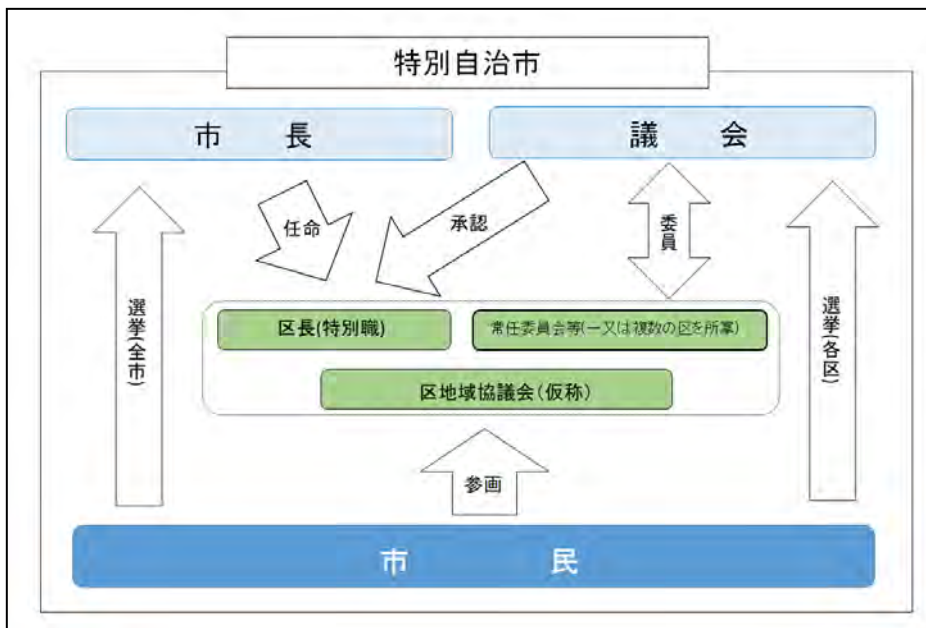 特別自治市
市　長
議　会
任命
承認
委員
選挙(全市)
選挙(各区)
区長(特別職)
常任委員会等(一又は複数の区を所掌)
区地域協議会(仮称)
参画
市　民